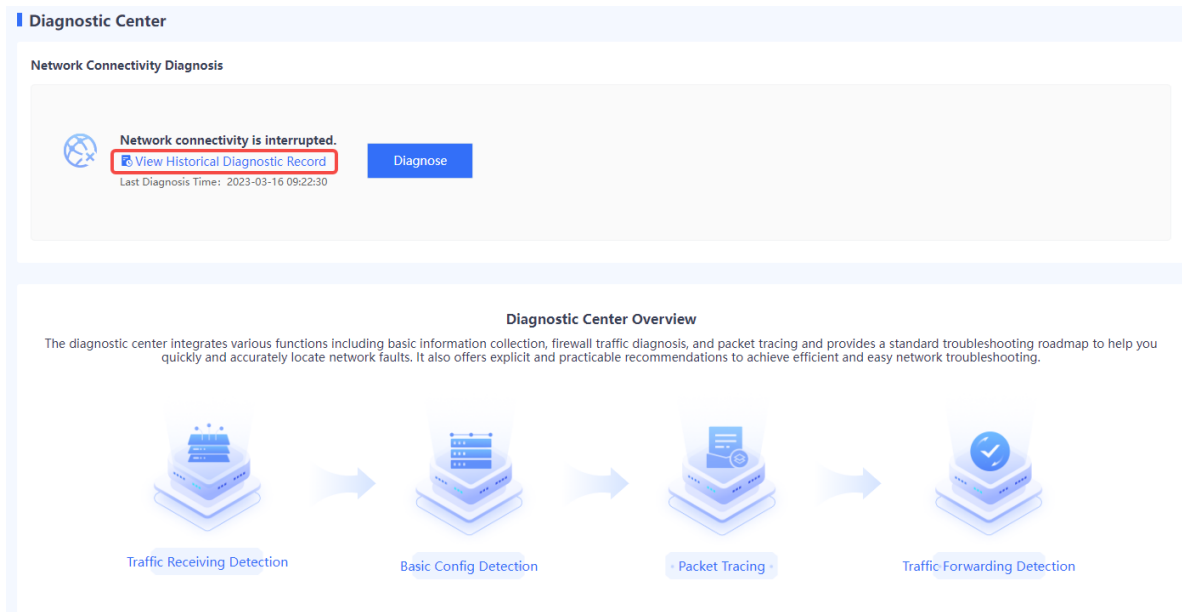 Diagnostic Center
Network Connectivity Diagnosis
Network connectivity is interrupted.
View Historical Diagnostic Record
Last Diagnosis Time: 2023-03-16 09:22:30
Diagnose
Diagnostic Center Overview
The diagnostic center integrates various functions including basic information collection, firewall traffic diagnosis, and packet tracing and provides a standard troubleshooting roadmap to help you
quickly and accurately locate network faults. It also offers explicit and practicable recommendations to achieve efficient and easy network troubleshooting.
Traffic Receiving Detection
Basic Config Detection
Packet Tracing
Traffic Forwarding Detection